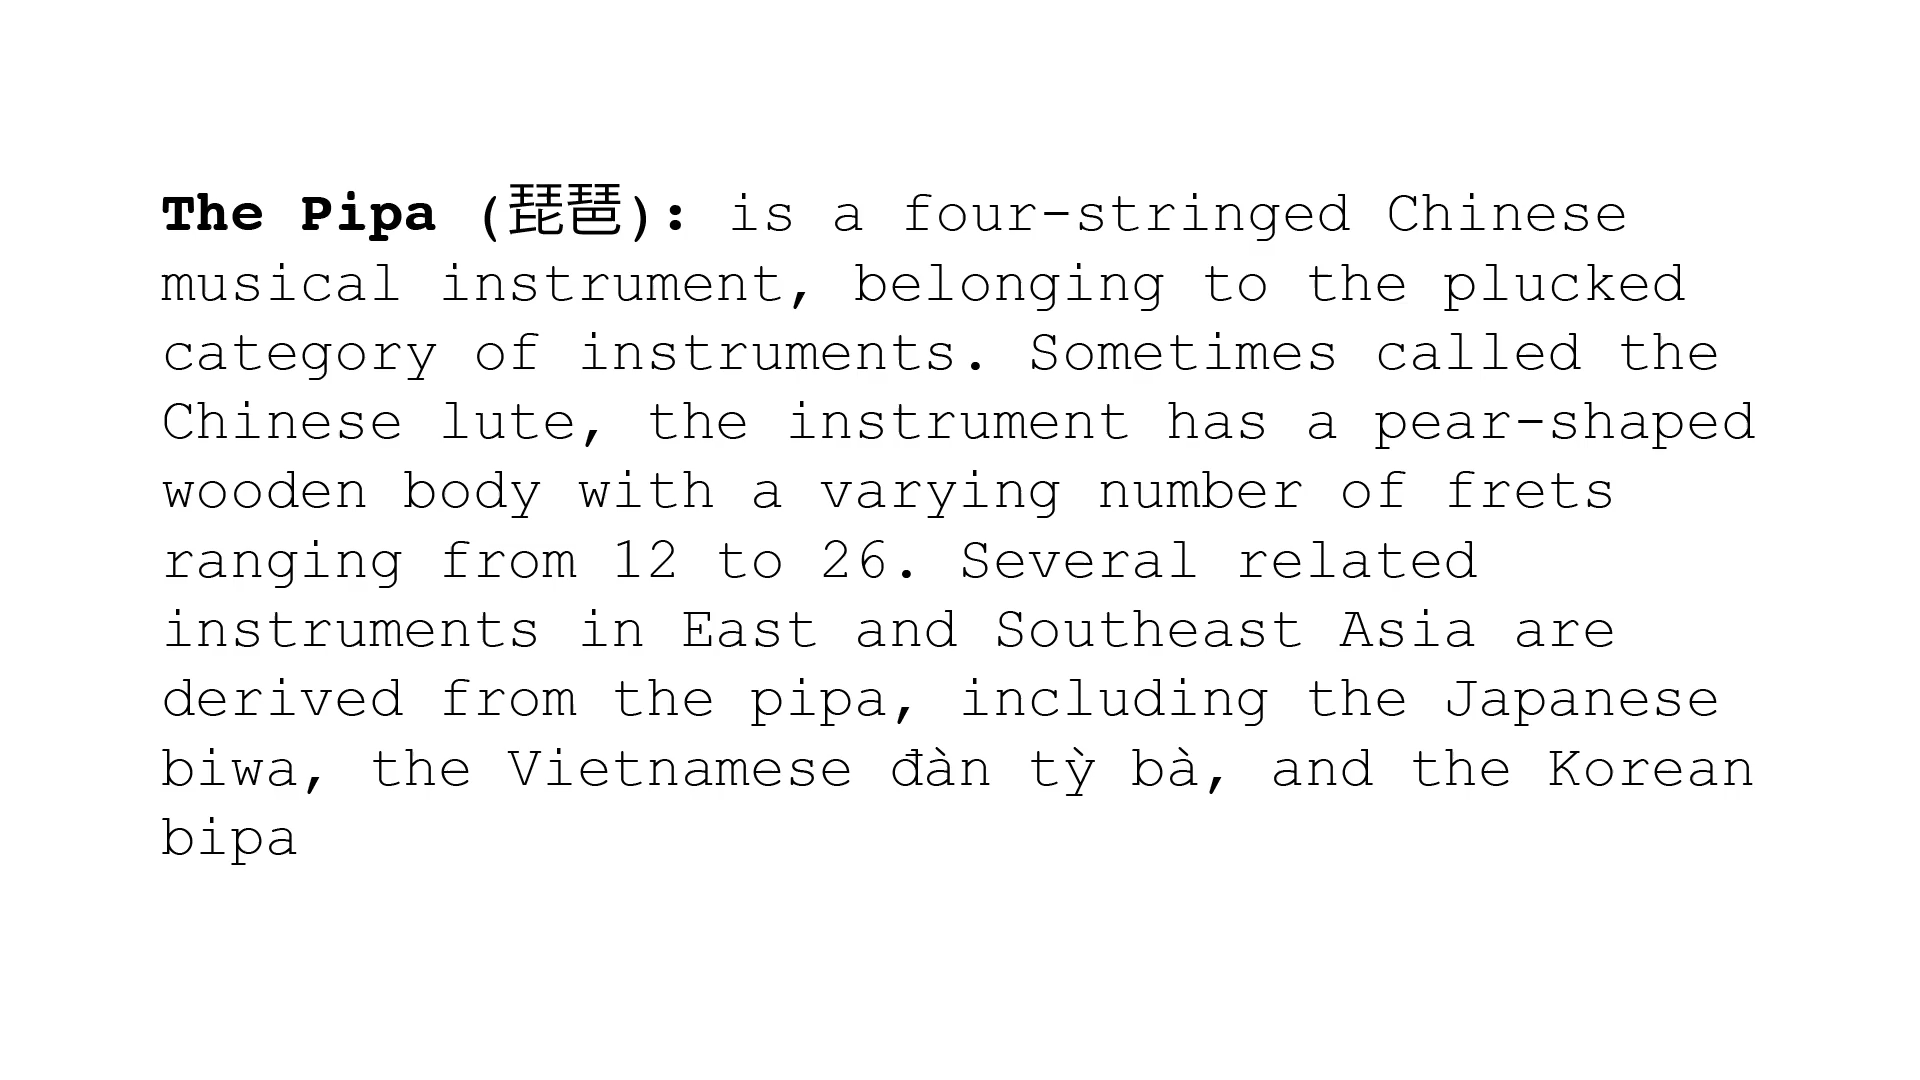 The Pipa (琵琶): is a four-stringed Chinese
musical instrument, belonging to the plucked
category of instruments. Sometimes called the
Chinese lute, the instrument has a pear-shaped
wooden body with a varying number of frets
ranging from 12 to 26. Several related
instruments in East and Southeast Asia are
derived from the pipa, including the Japanese
biwa, the Vietnamese đàn tỳ bà, and the Korean
bipa